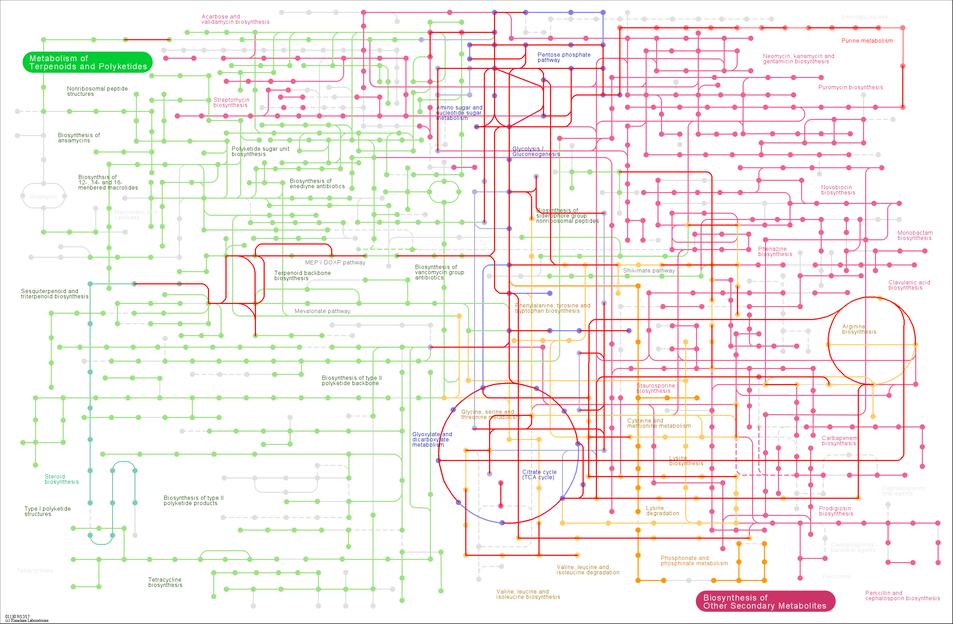 Acarbose and
validamycin biosynthesis
Purine metabolism
Metabolism of
Terpenoids and Polyketides
Pentose phosphate
pathway
Neomycin, kanamycin and
gentamicin biosynthesis
Nonribosomal peptide
structures
Puromycin biosynthesis
Streptomycin
biosynthesis
Amino sugar and
nucleotide sugar
metabolism
Biosynthesis of
ansamycins
Polyketide sugar unit
biosynthesis
Glycolysis /
Gluconeogenesis
Biosynthesis of
12-, 14- and 16-
membered macrolides
Biosynthesis of
enediyne antibiotics
Novobiocin
biosynthesis
Biosynthesis of
siderophore group
nonribosomal peptides
Monobactam
biosynthesis
Phenazine
biosynthesis
MEP / DOXP pathway
Terpenoid backbone
biosynthesis
Biosynthesis of
vancomycin group
antibiotics
Shikimate pathway
Clavulanic acid
biosynthesis
Sesquiterpenoid and
triterpenoid biosynthesis
Mevalonate pathway
Phenylalanine, tyrosine and
tryptophan biosynthesis
Arginine
biosynthesis
Biosynthesis of type II
polyketide backbone
Staurosporine
biosynthesis
Glycine, serine and
threonine metabolism
Cysteine and
methionine metabolism
Glyoxylate and
dicarboxylate
metabolism
Carbapenem
biosynthesis
Lysine
biosynthesis
Citrate cycle
(TCA cycle)
Steroid
biosynthesis
Biosynthesis of type II
polyketide products
Type I polyketide
structures
Lysine
degradation
Prodigiosin
biosynthesis
Phosphonate and
phosphinate metabolism
Valine, leucine and
isoleucine degradation
Tetracycline
biosynthesis
Valine, leucine and
isoleucine biosynthesis
Biosynthesis of
Other Secondary Metabolites
Penicillin and
cephalosporin biosynthesis
(c) Kanehisa Laboratories